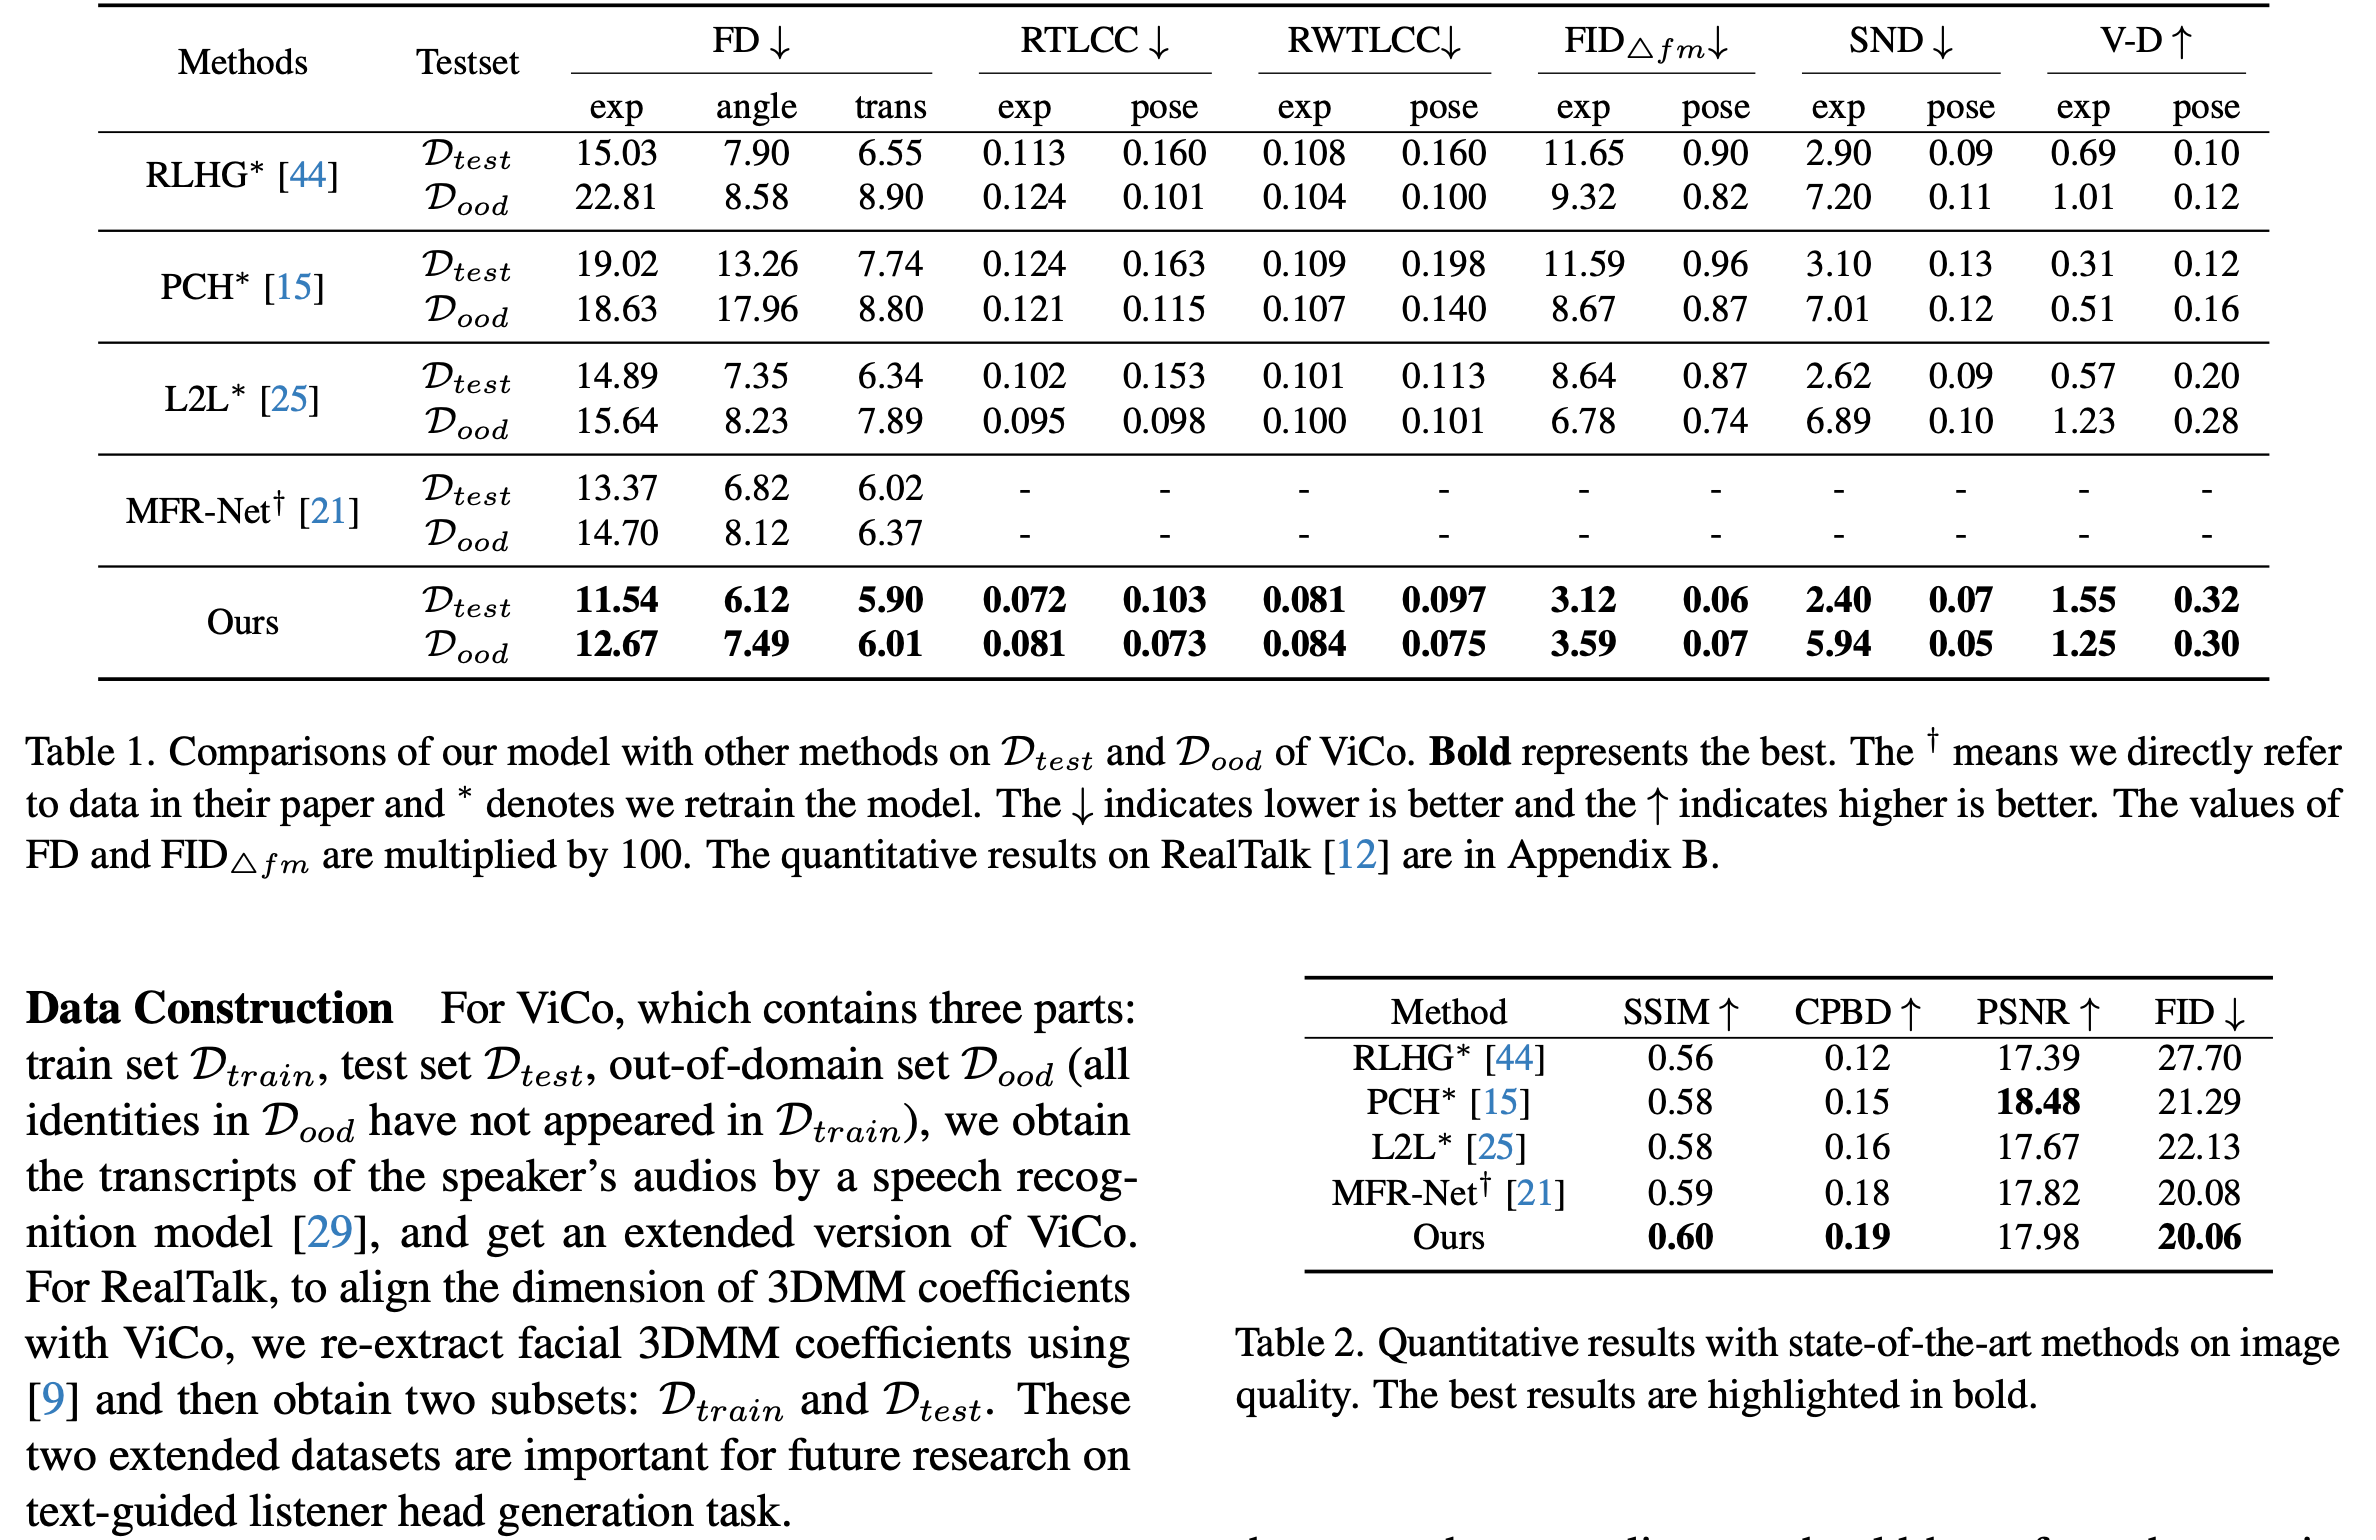 Methods Testset FD ↓ RTLCC ↓ RWTLCC↓ FID△fm↓ SND ↓ V-D ↑
exp angle trans exp pose exp pose exp pose exp pose exp pose
RLHG* [44] Dtest 15.03 7.90 6.55 0.113 0.160 0.108 0.160 11.65 0.90 2.90 0.09 0.69 0.10
Dood 22.81 8.58 8.90 0.124 0.101 0.104 0.100 9.32 0.82 7.20 0.11 1.01 0.12
PCH* [15] Dtest 19.02 13.26 7.74 0.124 0.163 0.109 0.198 11.59 0.96 3.10 0.13 0.31 0.12
Dood 18.63 17.96 8.80 0.121 0.115 0.107 0.140 8.67 0.87 7.01 0.12 0.51 0.16
L2L* [25] Dtest 14.89 7.35 6.34 0.102 0.153 0.101 0.113 8.64 0.87 2.62 0.09 0.57 0.20
Dood 15.64 8.23 7.89 0.095 0.098 0.100 0.101 6.78 0.74 6.89 0.10 1.23 0.28
MFR-Net† [21] Dtest 13.37 6.82 6.02 - - - - - - - - - -
Dood 14.70 8.12 6.37 - - - - - - - - - -
Ours Dtest 11.54 6.12 5.90 0.072 0.103 0.081 0.097 3.12 0.06 2.40 0.07 1.55 0.32
Dood 12.67 7.49 6.01 0.081 0.073 0.084 0.075 3.59 0.07 5.94 0.05 1.25 0.30
Table 1. Comparisons of our model with other methods on Dtest and Dood of ViCo. Bold represents the best. The † means we directly refer
to data in their paper and * denotes we retrain the model. The ↓ indicates lower is better and the ↑ indicates higher is better. The values of
FD and FID△fm are multiplied by 100. The quantitative results on RealTalk [12] are in Appendix B.
Data Construction For ViCo, which contains three parts:
train set Dtrain, test set Dtest, out-of-domain set Dood (all
identities in Dood have not appeared in Dtrain), we obtain
the transcripts of the speaker's audios by a speech recog-
nition model [29], and get an extended version of ViCo.
For RealTalk, to align the dimension of 3DMM coefficients
with ViCo, we re-extract facial 3DMM coefficients using
[9] and then obtain two subsets: Dtrain and Dtest. These
two extended datasets are important for future research on
text-guided listener head generation task.
Method SSIM ↑ CPBD ↑ PSNR ↑ FID ↓
RLHG* [44] 0.56 0.12 17.39 27.70
PCH* [15] 0.58 0.15 18.48 21.29
L2L* [25] 0.58 0.16 17.67 22.13
MFR-Net† [21] 0.59 0.18 17.82 20.08
Ours 0.60 0.19 17.98 20.06
Table 2. Quantitative results with state-of-the-art methods on image
quality. The best results are highlighted in bold.